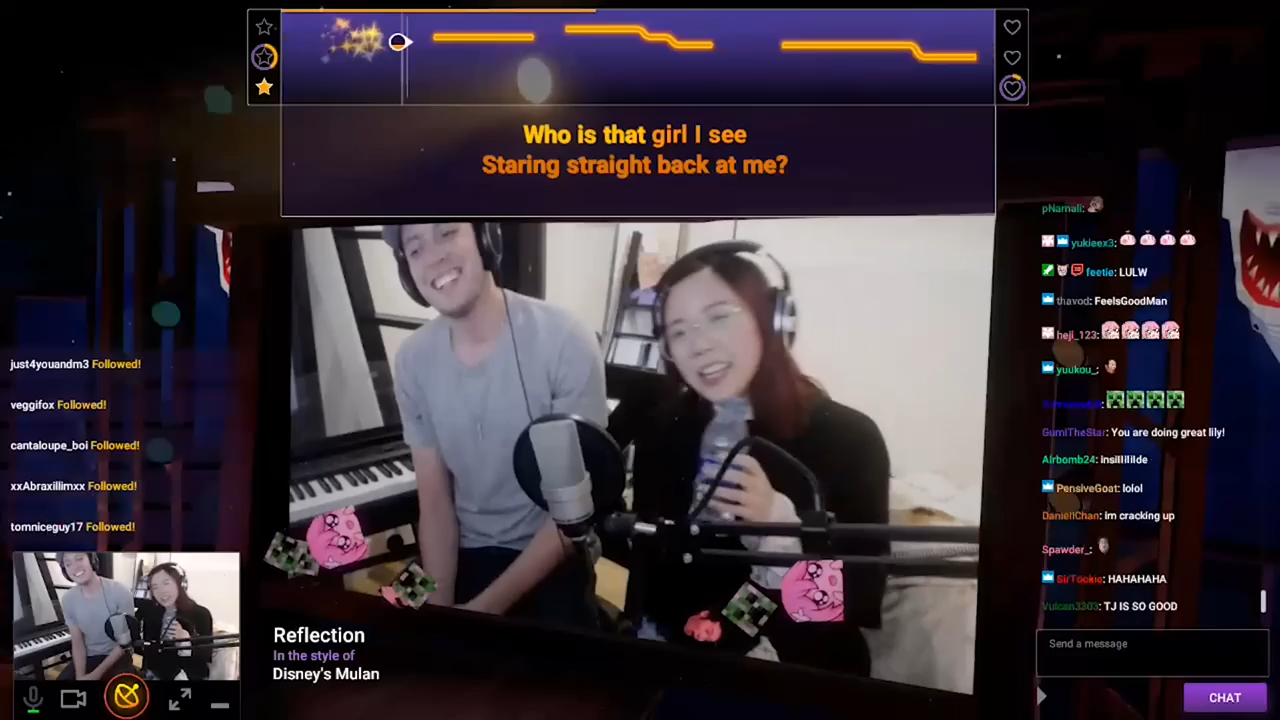 Who is that girl I see
Staring straight back at me?
just4youandm3 Followed!
veggifox Followed!
cantaloupe_boi Followed!
xxAbraxillimxx Followed!
tomniceguy17 Followed!
Reflection
In the style of
Disney's Mulan
pNamali:
yukieex3:
feetie: LULW
thavod: FeelsGoodMan
heji_123:
yuukou_:
GumiTheStar: You are doing great lily!
Airbomb24: insilllllllde
PensiveGoat: lolol
DaniellChan: im cracking up
Spawder_:
SirTookie: HAHAHAHA
Vulcan3303: TJ IS SO GOOD
Send a message
CHAT